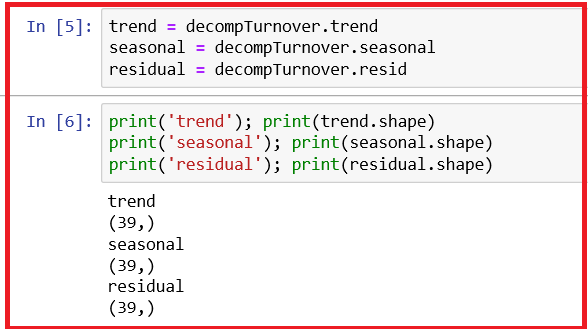 In [5]: trend = decompTurnover.trend
seasonal = decompTurnover.seasonal
residual = decompTurnover.resid
In [6]: print('trend'); print(trend.shape)
print('seasonal'); print(seasonal.shape)
print('residual'); print(residual.shape)
trend
(39,)
seasonal
(39,)
residual
(39,)